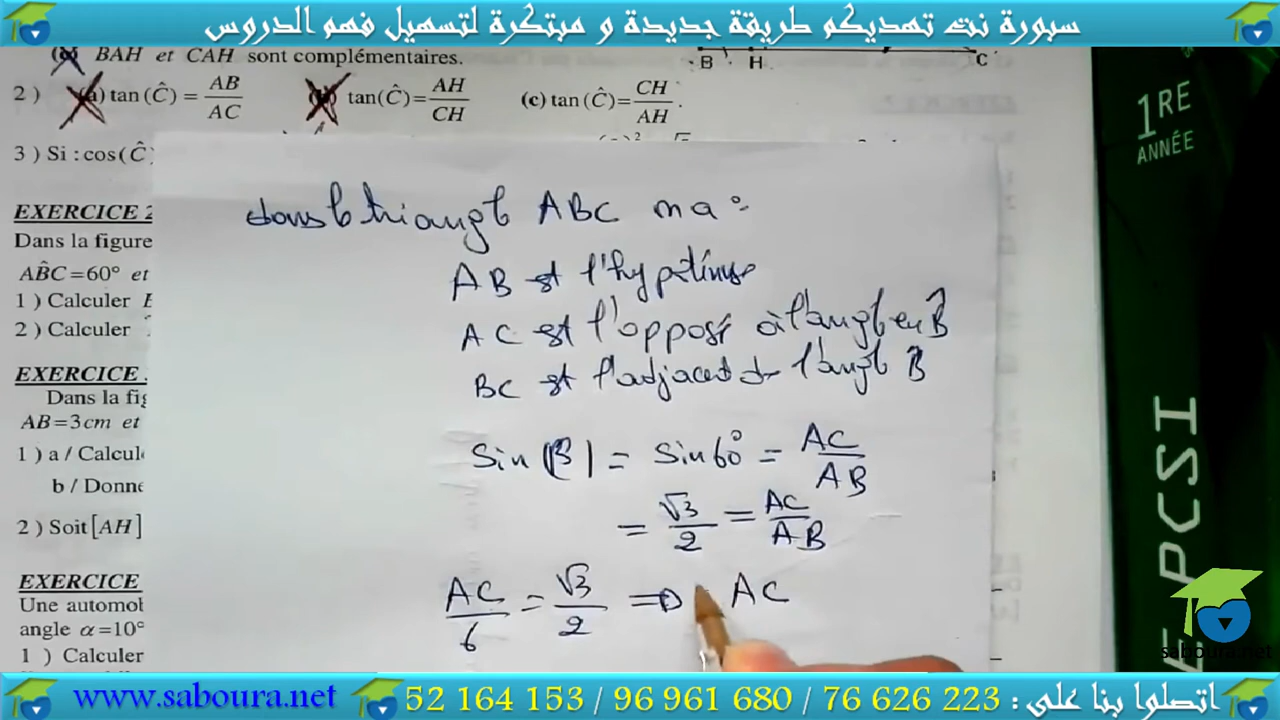 سبورة نت تهديكم طريقة جديدة و مبتكرة لتسهيل فهم الدروس
BAH et CAH sont complémentaires.
B H C
2 ) (a) tan (Ĉ) = AB/AC tan(Ĉ)= AH/CH (c) tan(Ĉ)= CH/AH .
3 ) Si : cos(Ĉ
dans le triangle ABC on a :
EXERCICE 2
Dans la figure
AB est l'hypoténuse
AB̂C=60° et
1 ) Calculer
AC est l'opposé à l'angle en B̂
2 ) Calculer
BC est l'adjacent de l'angle B̂
EXERCICE
Dans la fig
AB=3cm et
1 ) a / Calcul
Sin (B) = Sin 60° = AC/AB
b / Donne
2 ) Soit [AH]
= √3/2 = AC/AB
EXERCICE
Une automob
angle α=10°
AC/6 = √3/2 => AC
1 ) Calculer
1RE
ANNÉE
PCSI
saboura.net
www.saboura.net 52 164 153 / 96 961 680 / 76 626 223 : اتصلوا بنا على